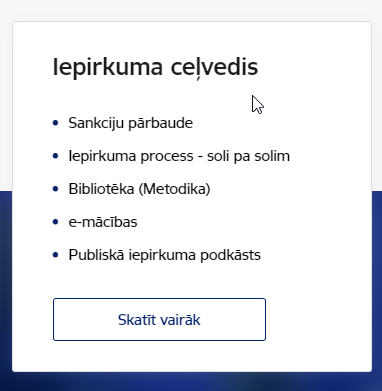 Iepirkuma ceļvedis
Sankciju pārbaude
Iepirkuma process - soli pa solim
Bibliotēka (Metodika)
e-mācības
Publiskā iepirkuma podkāsts
Skatīt vairāk